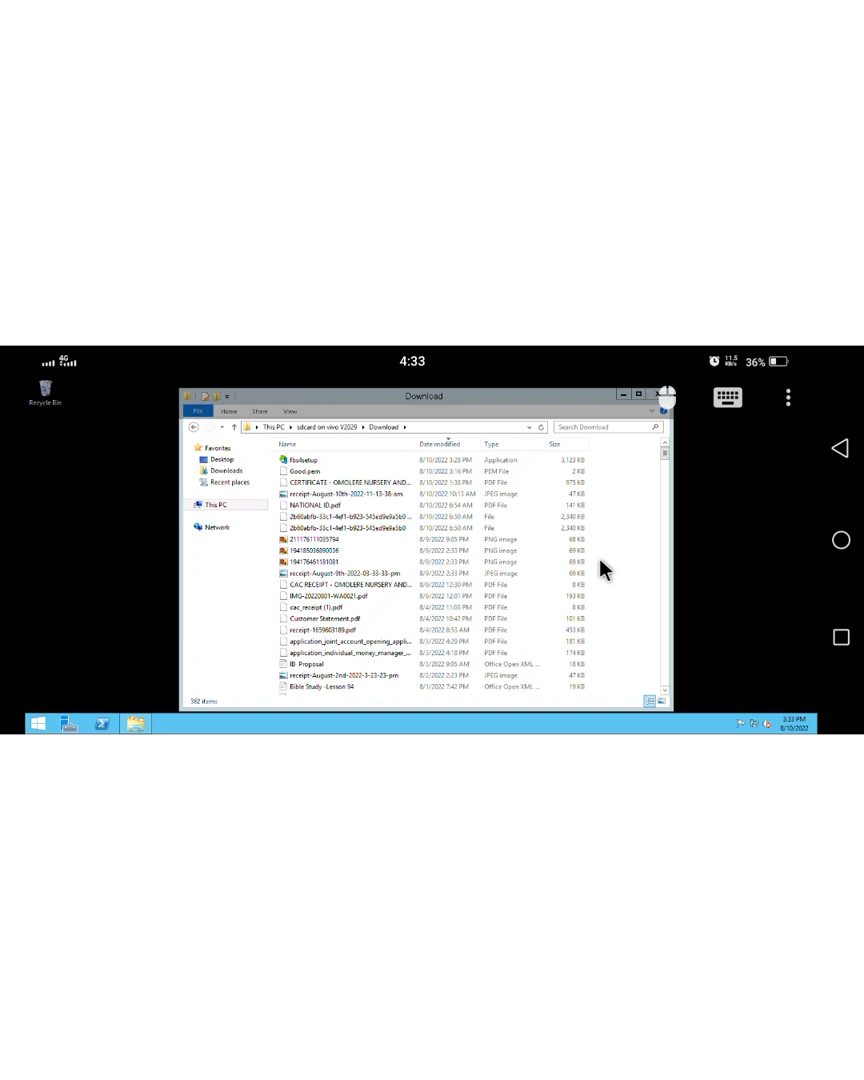 4G
4:33
11.5
KB/s
36%
Recycle Bin
Download
File Home Share View
This PC sdcard on vivo V2029 Download
Search Download
Favorites
Desktop
Downloads
Recent places
This PC
Network
Name Date modified Type Size
fbs4setup 8/10/2022 3:28 PM Application 3,123 KB
Good.pem 8/10/2022 3:16 PM PEM File 2 KB
CERTIFICATE - OMOLERE NURSERY AND... 8/10/2022 1:38 PM PDF File 975 KB
receipt-August-10th-2022-11-13-38-am 8/10/2022 10:13 AM JPEG image 47 KB
NATIONAL ID.pdf 8/10/2022 6:54 AM PDF File 141 KB
2b60abfb-33c1-4ef1-b923-545ed9e9a5b0 ... 8/10/2022 6:50 AM File 2,340 KB
2b60abfb-33c1-4ef1-b923-545ed9e9a5b0 8/10/2022 6:50 AM File 2,340 KB
211176111035794 8/9/2022 9:05 PM PNG image 68 KB
194185036890036 8/9/2022 2:33 PM PNG image 69 KB
194176461181081 8/9/2022 2:33 PM PNG image 69 KB
receipt-August-9th-2022-03-33-33-pm 8/9/2022 2:33 PM JPEG image 69 KB
CAC RECEIPT - OMOLERE NURSERY AND... 8/6/2022 12:30 PM PDF File 8 KB
IMG-20220801-WA0021.pdf 8/6/2022 12:01 PM PDF File 193 KB
cac_receipt (1).pdf 8/4/2022 11:03 PM PDF File 8 KB
Customer Statement.pdf 8/4/2022 10:42 PM PDF File 101 KB
receipt-1659603189.pdf 8/4/2022 8:53 AM PDF File 453 KB
application_joint_account_opening_appli... 8/3/2022 4:20 PM PDF File 181 KB
application_individual_money_manager_... 8/3/2022 4:18 PM PDF File 174 KB
IB Proposal 8/3/2022 9:05 AM Office Open XML ... 18 KB
receipt-August-2nd-2022-3-23-23-pm 8/2/2022 2:23 PM JPEG image 47 KB
Bible Study -Lesson 94 8/1/2022 7:42 PM Office Open XML ... 19 KB
382 items
3:33 PM
8/10/2022